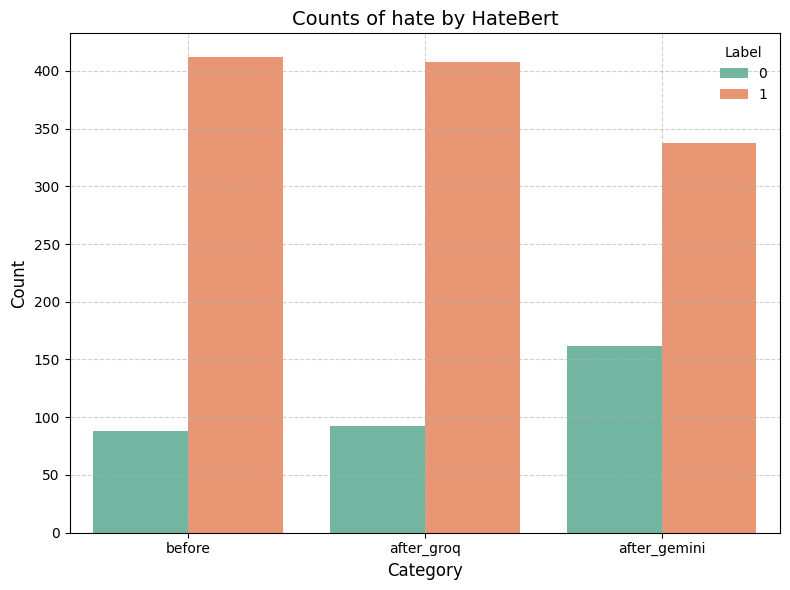 Counts of hate by HateBert
Label
0
1
400
350
300
250
200
150
100
50
0
Count
before
after_groq
after_gemini
Category